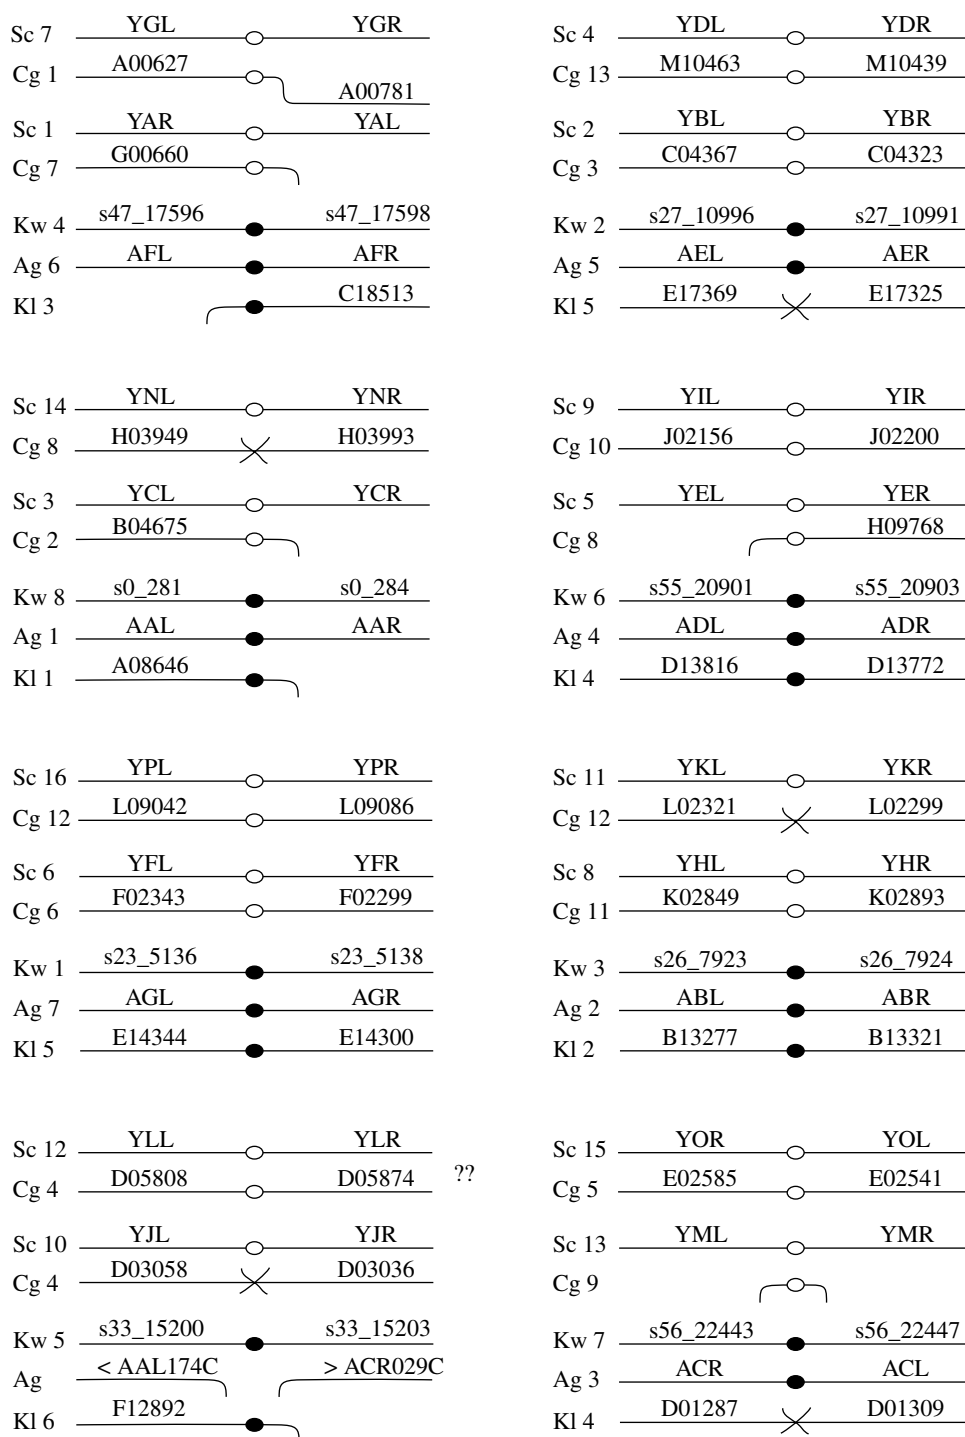 Sc 7 YGL YGR
Cg 1 A00627 A00781
Sc 1 YAR YAL
Cg 7 G00660
Kw 4 s47_17596 s47_17598
Ag 6 AFL AFR
Kl 3 C18513
Sc 4 YDL YDR
Cg 13 M10463 M10439
Sc 2 YBL YBR
Cg 3 C04367 C04323
Kw 2 s27_10996 s27_10991
Ag 5 AEL AER
Kl 5 E17369 E17325
Sc 14 YNL YNR
Cg 8 H03949 H03993
Sc 3 YCL YCR
Cg 2 B04675
Kw 8 s0_281 s0_284
Ag 1 AAL AAR
Kl 1 A08646
Sc 9 YIL YIR
Cg 10 J02156 J02200
Sc 5 YEL YER
Cg 8 H09768
Kw 6 s55_20901 s55_20903
Ag 4 ADL ADR
Kl 4 D13816 D13772
Sc 16 YPL YPR
Cg 12 L09042 L09086
Sc 6 YFL YFR
Cg 6 F02343 F02299
Kw 1 s23_5136 s23_5138
Ag 7 AGL AGR
Kl 5 E14344 E14300
Sc 11 YKL YKR
Cg 12 L02321 L02299
Sc 8 YHL YHR
Cg 11 K02849 K02893
Kw 3 s26_7923 s26_7924
Ag 2 ABL ABR
Kl 2 B13277 B13321
Sc 12 YLL YLR
Cg 4 D05808 D05874 ??
Sc 10 YJL YJR
Cg 4 D03058 D03036
Kw 5 s33_15200 s33_15203
Ag < AAL174C > ACR029C
Kl 6 F12892
Sc 15 YOR YOL
Cg 5 E02585 E02541
Sc 13 YML YMR
Cg 9
Kw 7 s56_22443 s56_22447
Ag 3 ACR ACL
Kl 4 D01287 D01309